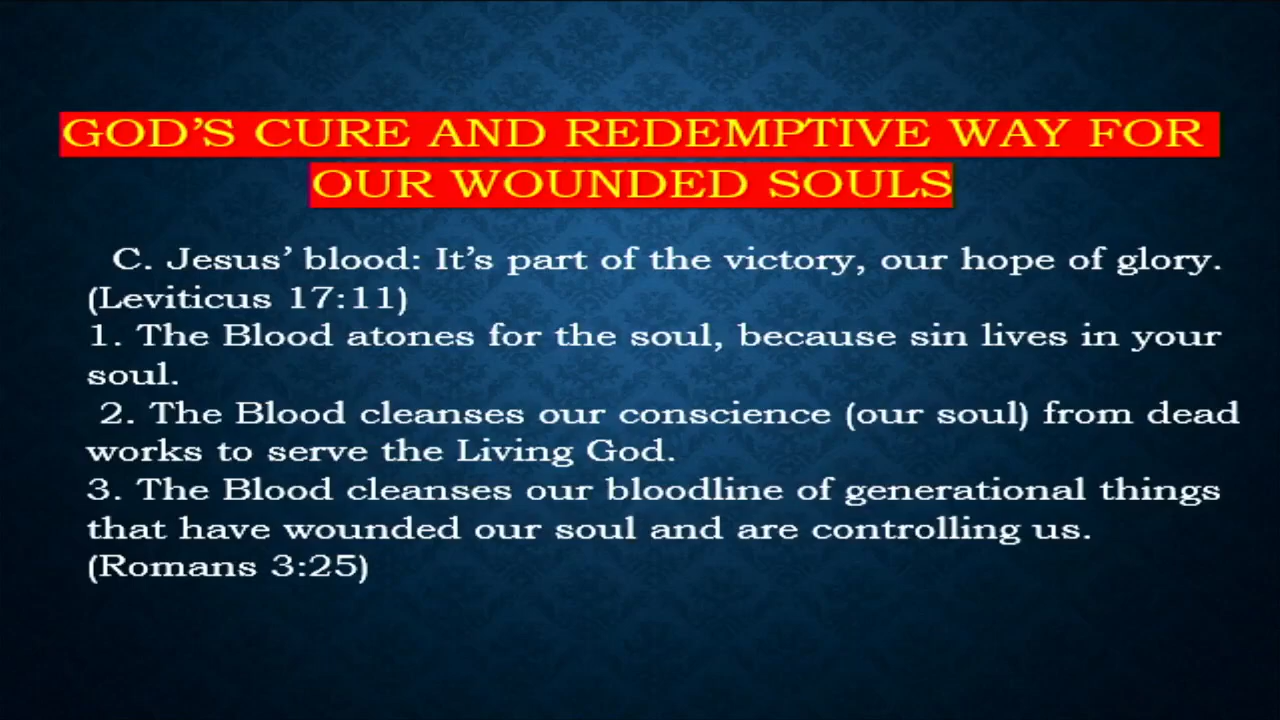 GOD’S CURE AND REDEMPTIVE WAY FOR
OUR WOUNDED SOULS
C. Jesus’ blood: It’s part of the victory, our hope of glory.
(Leviticus 17:11)
1. The Blood atones for the soul, because sin lives in your
soul.
2. The Blood cleanses our conscience (our soul) from dead
works to serve the Living God.
3. The Blood cleanses our bloodline of generational things
that have wounded our soul and are controlling us.
(Romans 3:25)